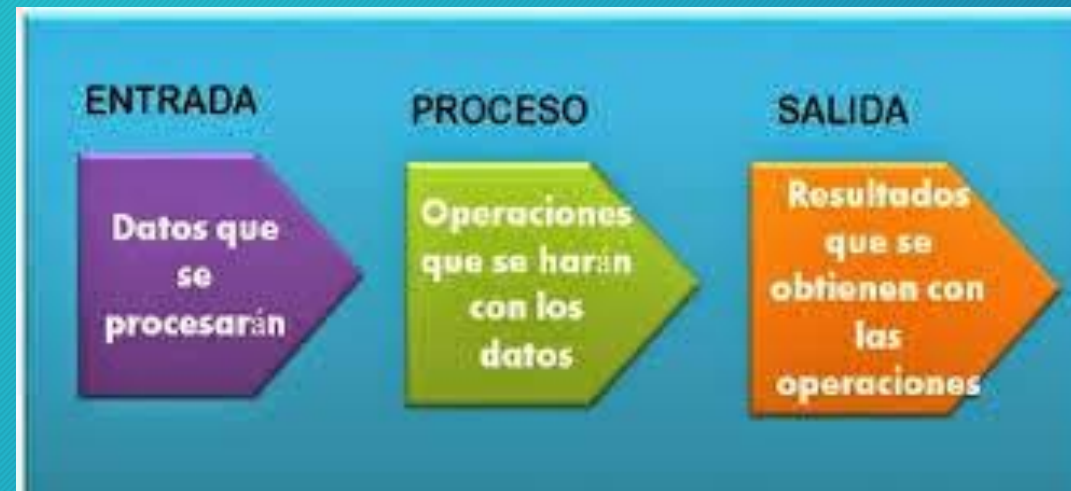 ENTRADA
Datos que
se
procesarán
PROCESO
Operaciones
que se harán
con los
datos
SALIDA
Resultados
que se
obtienen con
las
operaciones